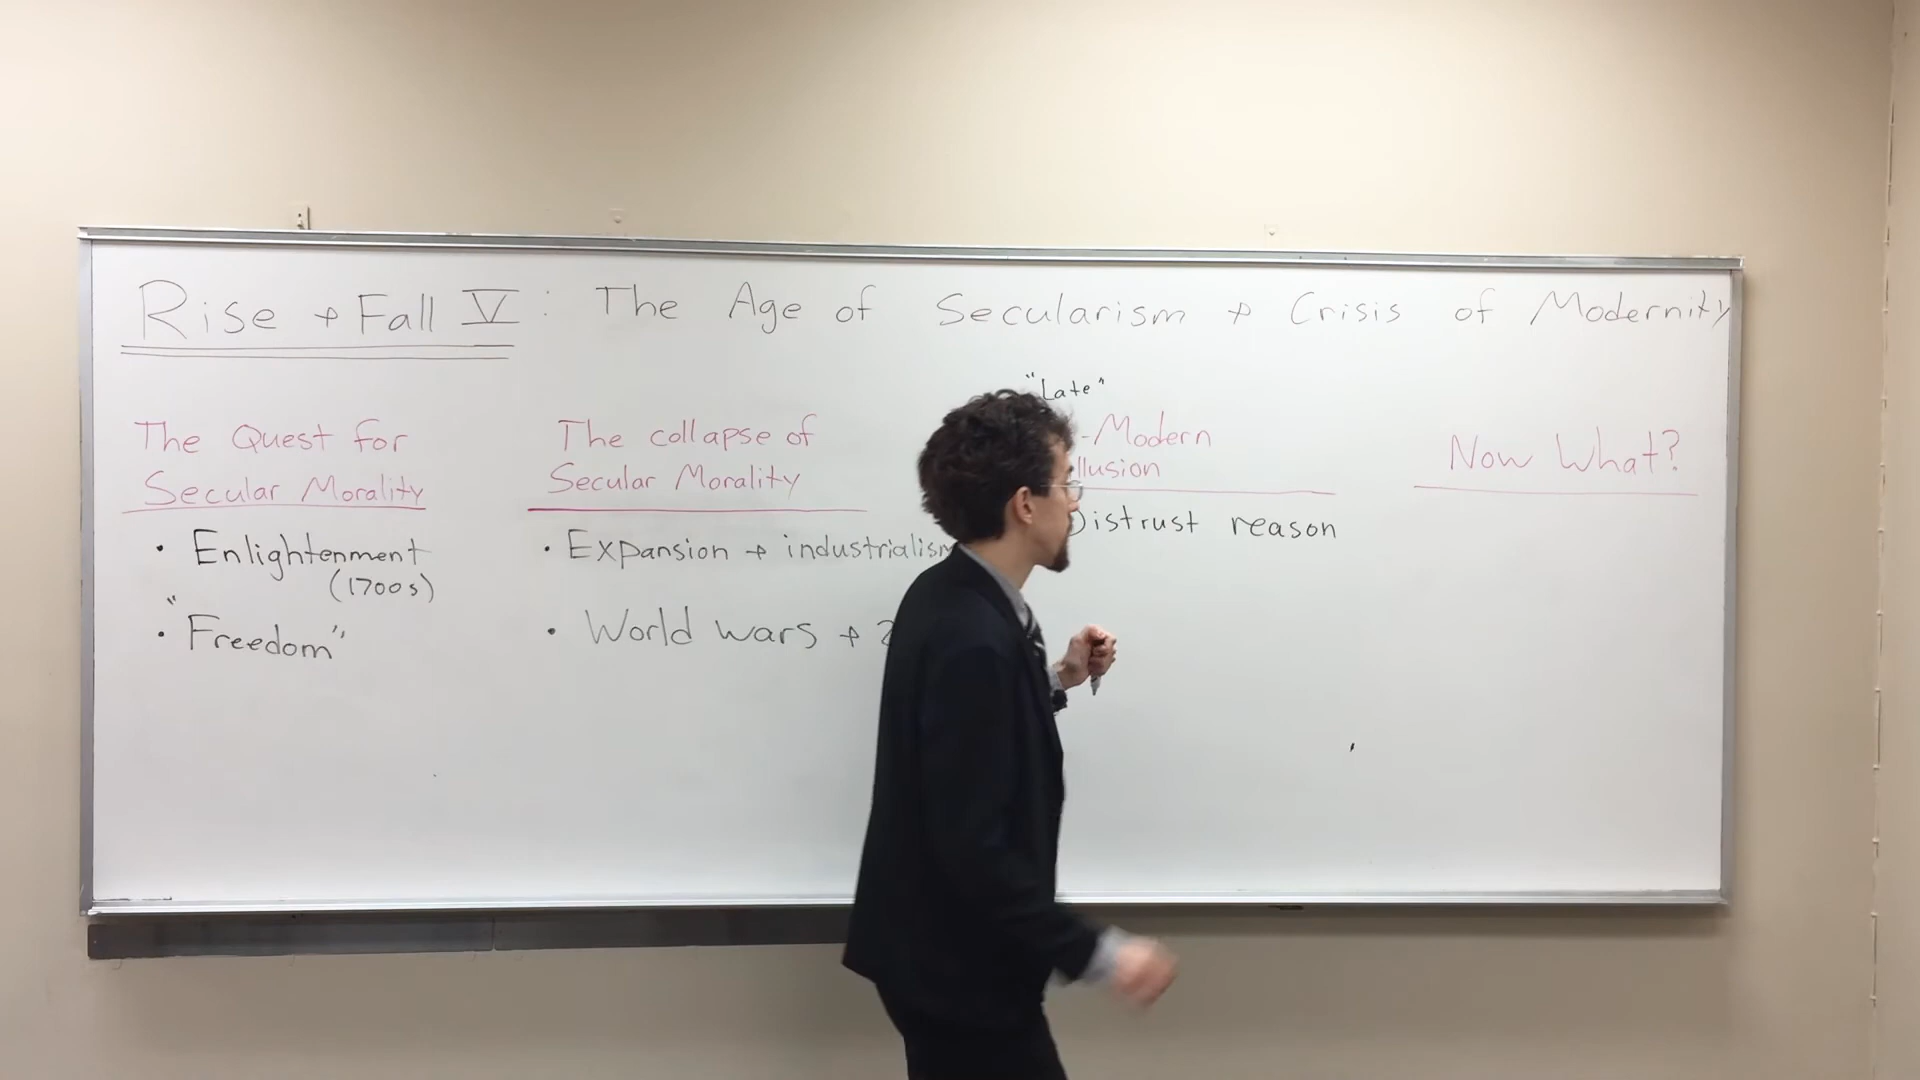 Rise + Fall V: The Age of Secularism + Crisis of Modernity
The Quest for
Secular Morality
• Enlightenment
(1700s)
• "Freedom"
The collapse of
Secular Morality
• Expansion + industrialism
• World wars +
"Late"
-Modern
llusion
Distrust reason
Now What?